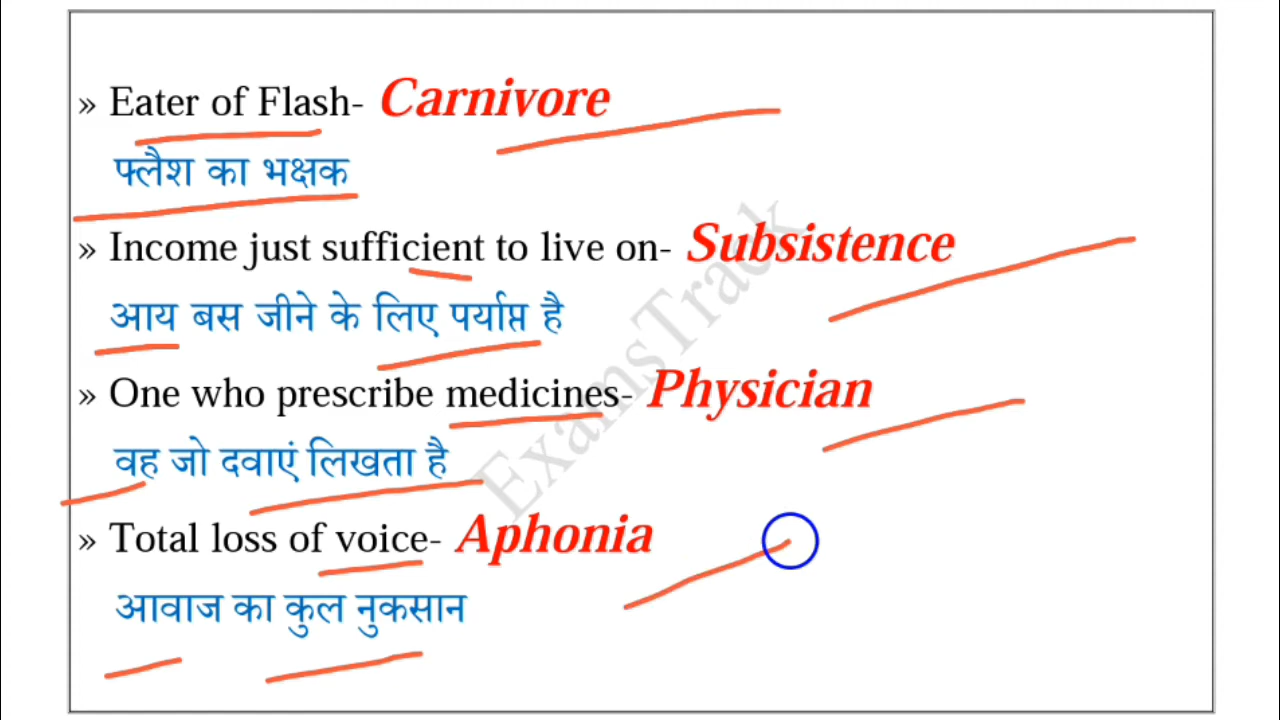 » Eater of Flash- Carnivore
फ्लैश का भक्षक
» Income just sufficient to live on- Subsistence
आय बस जीने के लिए पर्याप्त है
» One who prescribe medicines- Physician
वह जो दवाएं लिखता है
» Total loss of voice- Aphonia
आवाज का कुल नुकसान
ExamsTrack